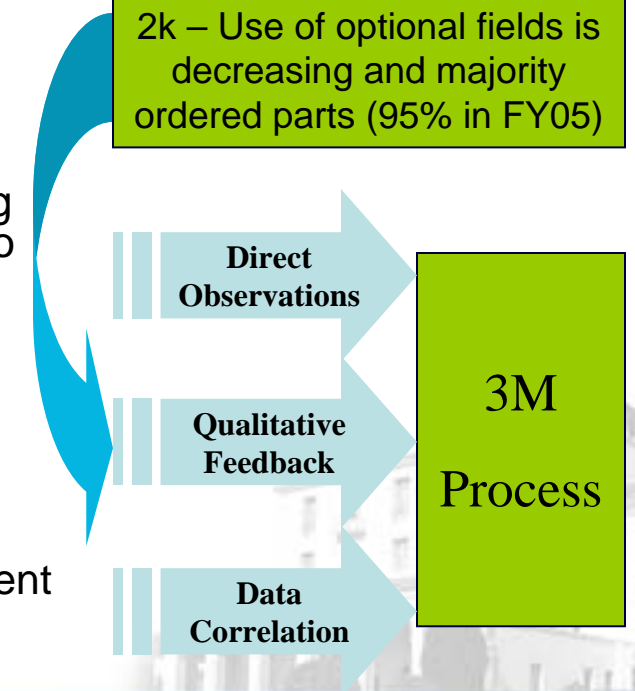 2k – Use of optional fields is
decreasing and majority
ordered parts (95% in FY05)
Direct
Observations
Qualitative
Feedback
Data
Correlation
3M
Process